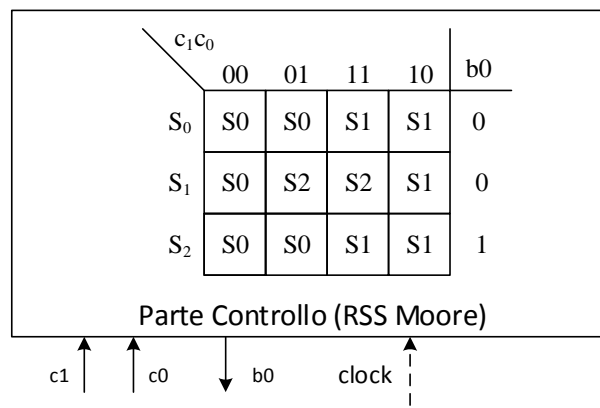 c₁c₀
00 01 11 10 b0
S₀ S0 S0 S1 S1 0
S₁ S0 S2 S2 S1 0
S₂ S0 S0 S1 S1 1
Parte Controllo (RSS Moore)
c1 c0 b0 clock